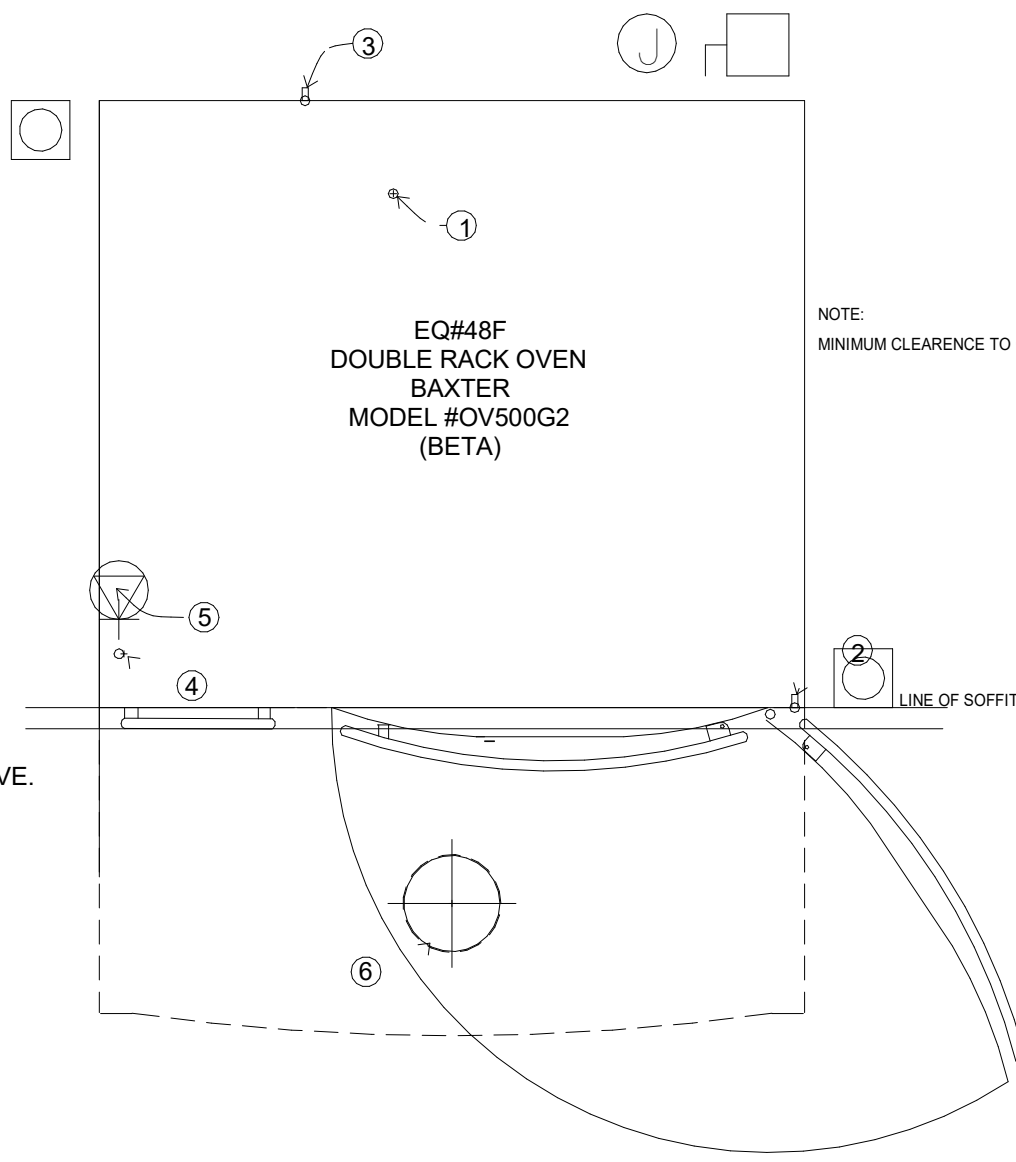 3
J
1
NOTE:
MINIMUM CLEARENCE TO
EQ#48F
DOUBLE RACK OVEN
BAXTER
MODEL #OV500G2
(BETA)
5
2
4
LINE OF SOFFIT
VE.
6